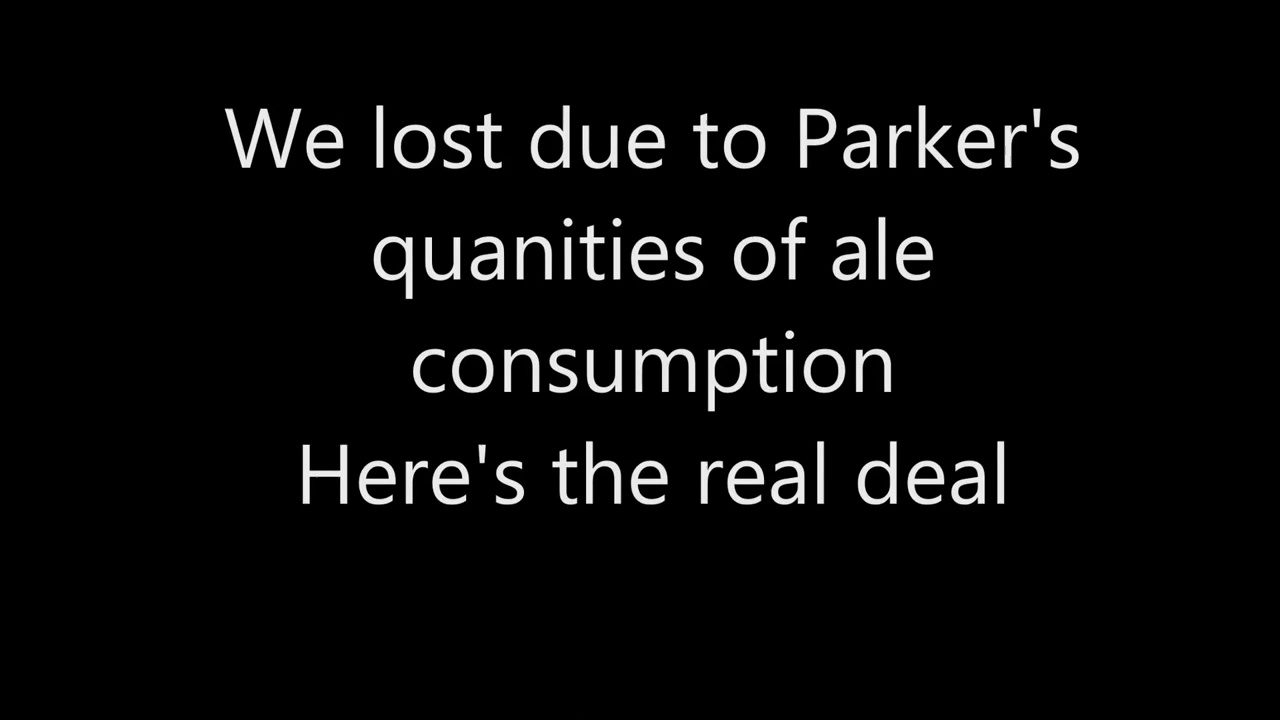 We lost due to Parker's
quanities of ale
consumption
Here's the real deal